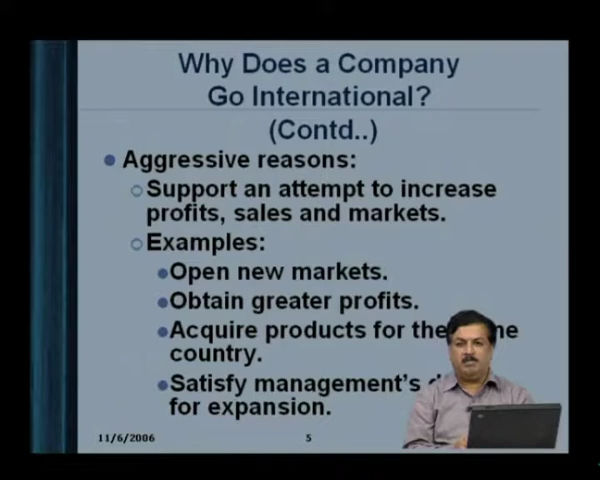 Why Does a Company
Go International?
(Contd..)
Aggressive reasons:
Support an attempt to increase
profits, sales and markets.
Examples:
Open new markets.
Obtain greater profits.
Acquire products for the
country.
Satisfy management's
for expansion.
11/6/2006
5